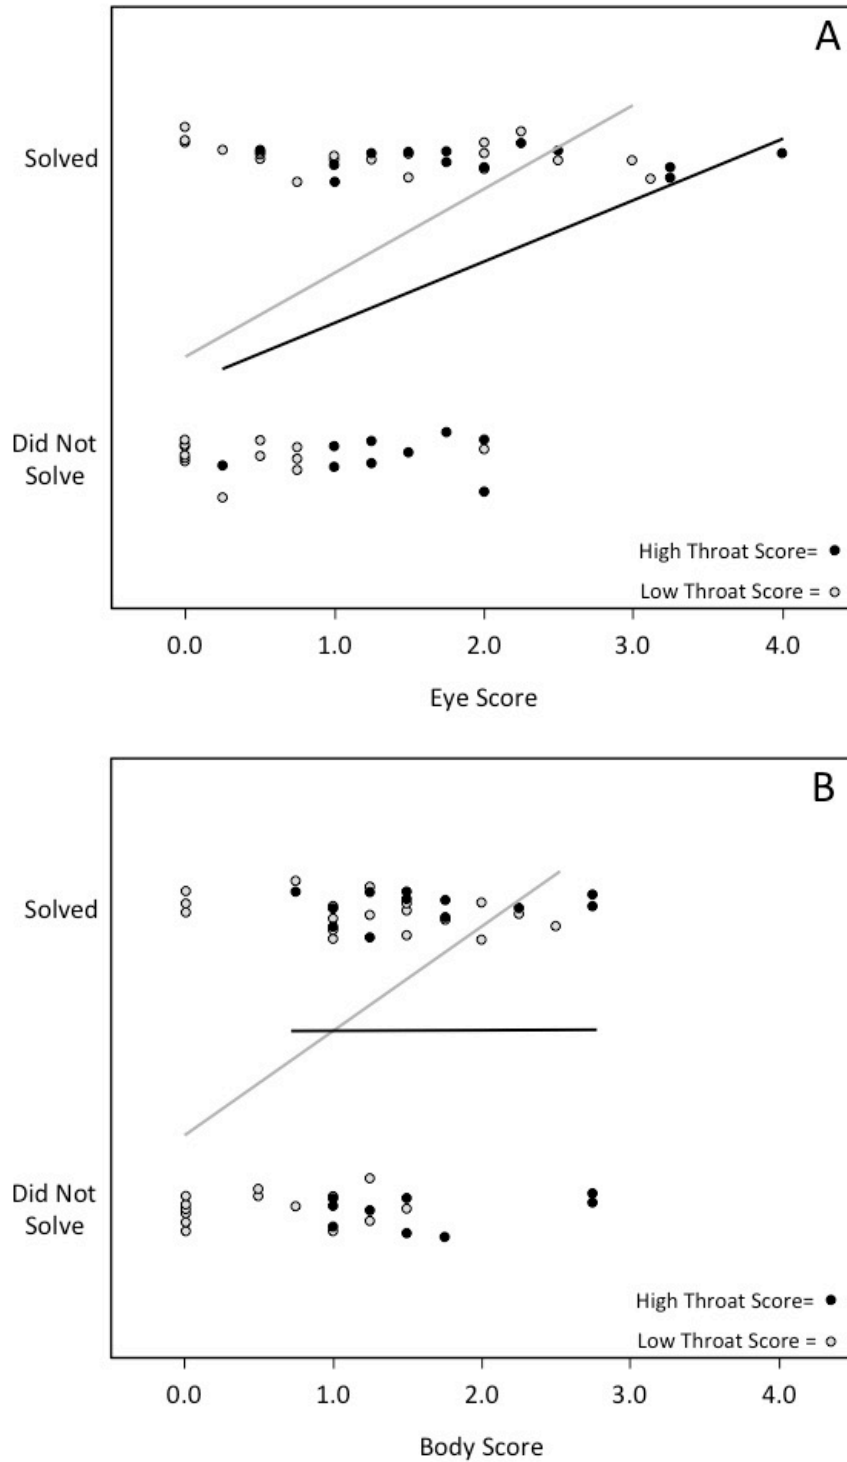 A
Solved
Did Not
Solve
High Throat Score=
Low Throat Score =
0.0 1.0 2.0 3.0 4.0
Eye Score
B
Solved
Did Not
Solve
High Throat Score=
Low Throat Score =
0.0 1.0 2.0 3.0 4.0
Body Score